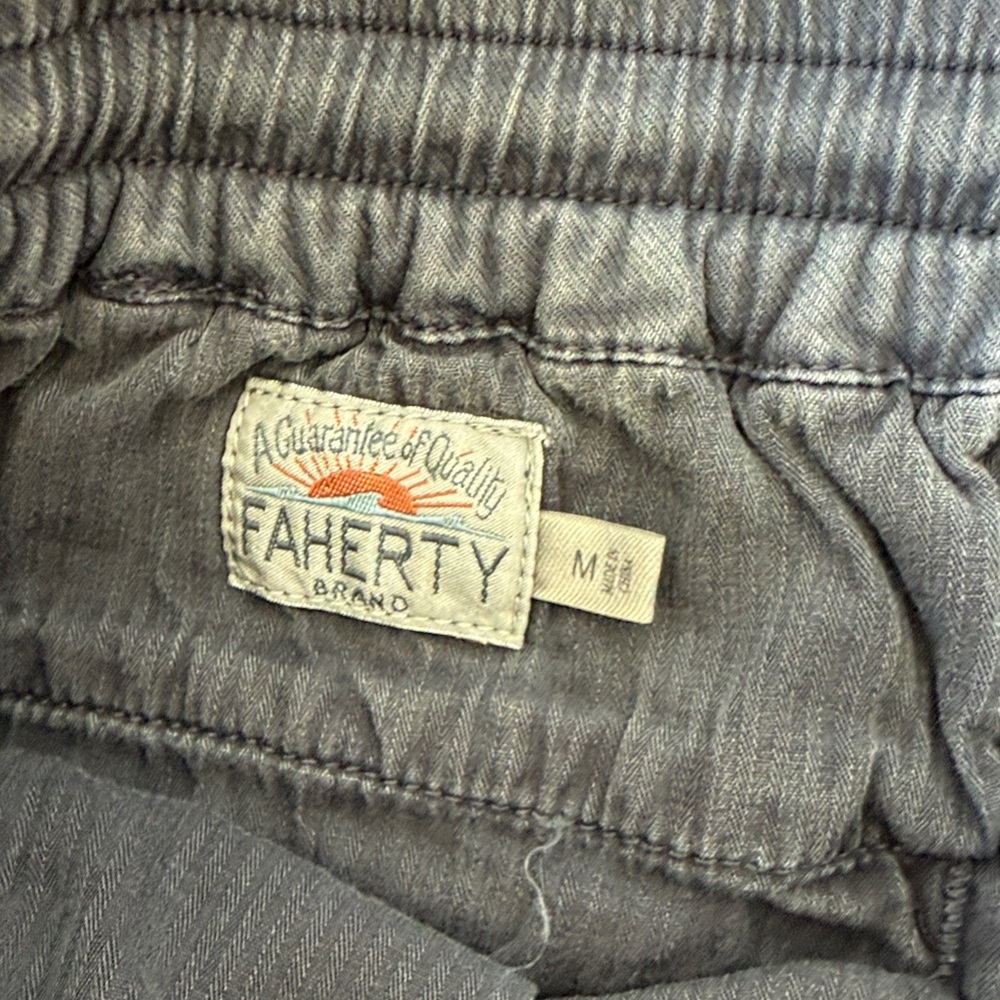 A Guarantee of Quality
FAHERTY
BRAND
M
MADE IN
CHINA